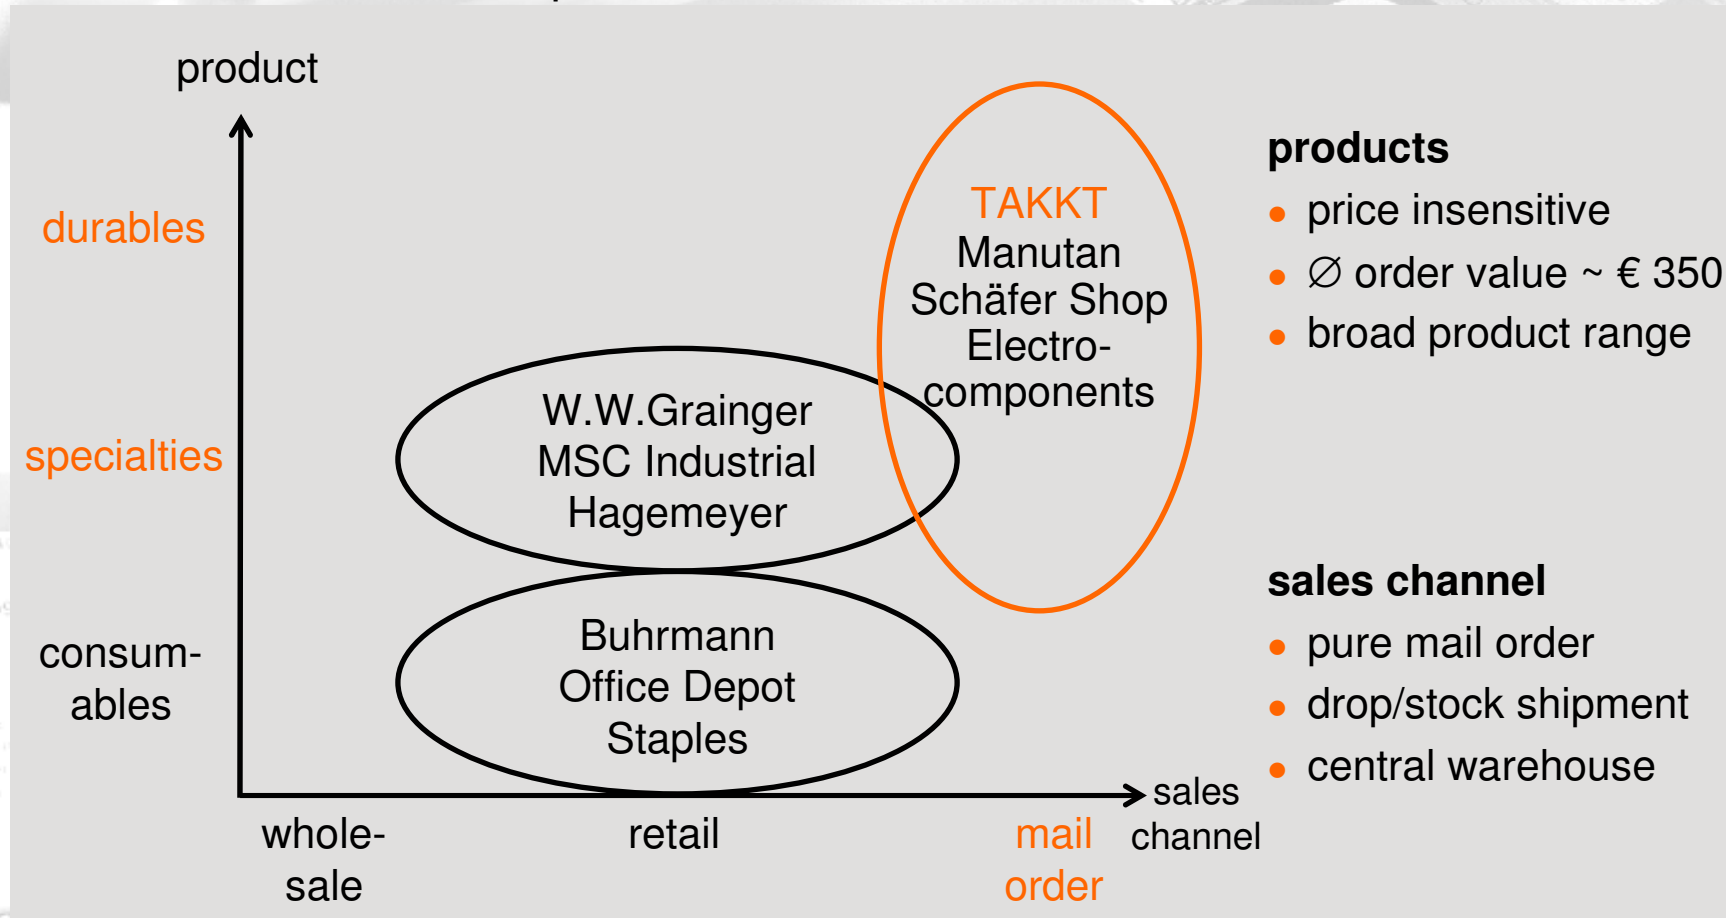 product
durables
specialties
consum-
ables
TAKKT
Manutan
Schäfer Shop
Electro-
components
W.W.Grainger
MSC Industrial
Hagemeyer
Buhrmann
Office Depot
Staples
whole-
sale
retail
mail
order
sales
channel
products
• price insensitive
• ∅ order value ~ € 350
• broad product range
sales channel
• pure mail order
• drop/stock shipment
• central warehouse